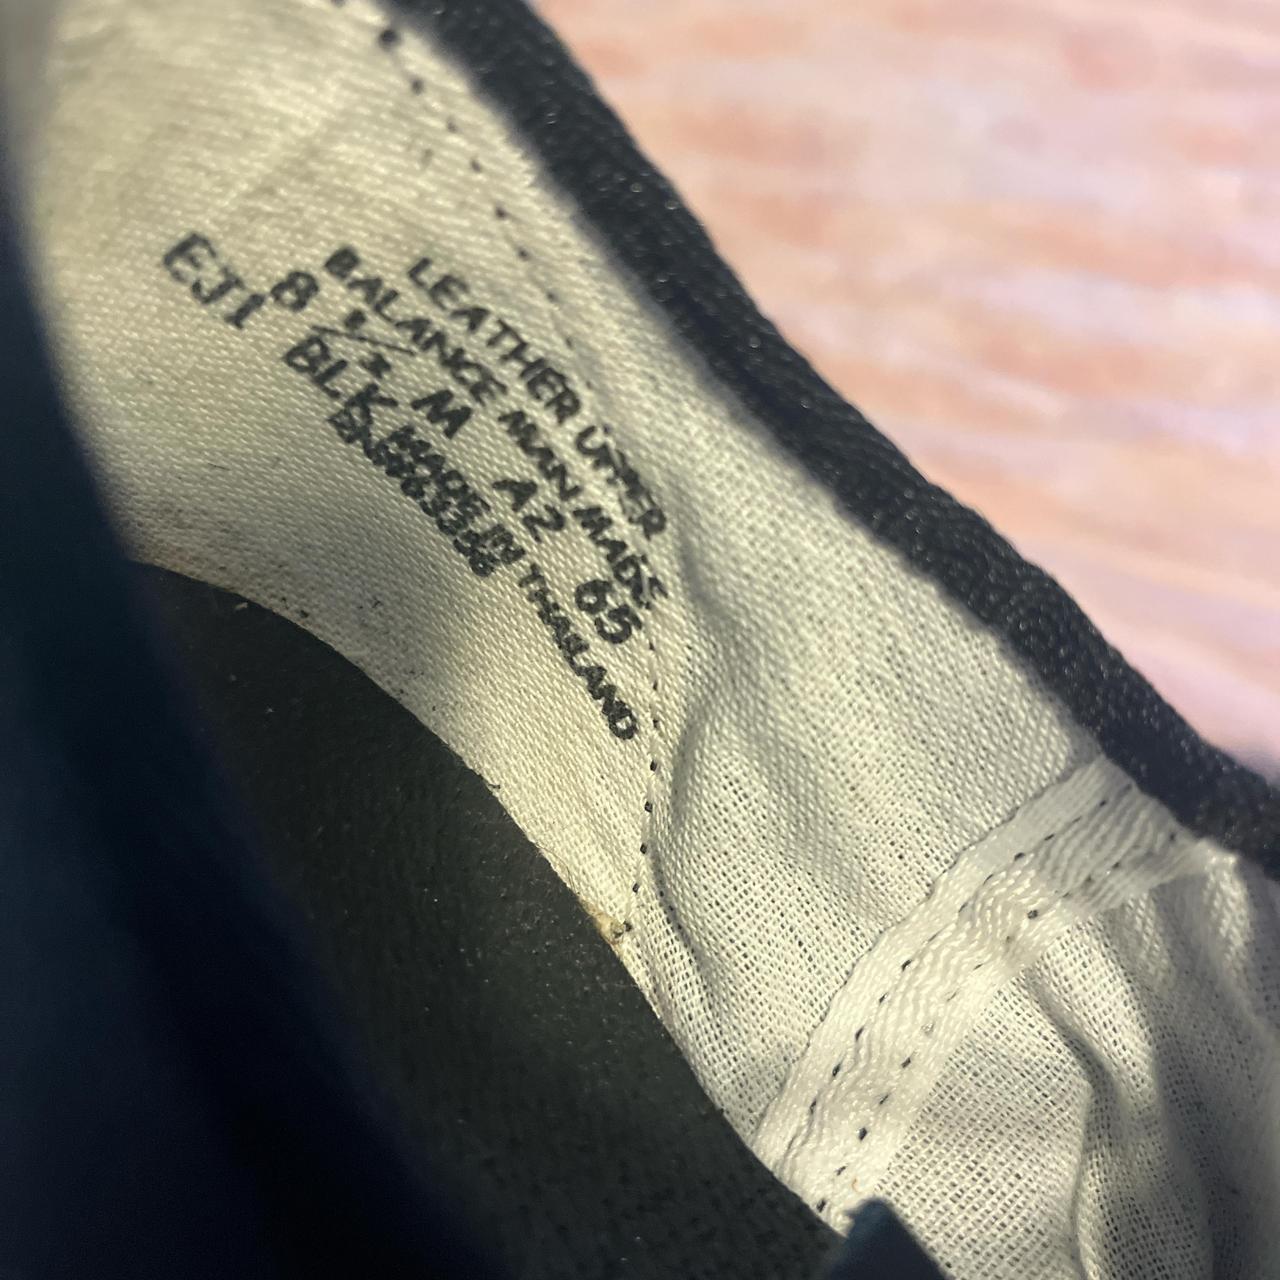 LEATHER UPPER
BALANCE MAN MADE
8 1/2 M A2 65
EJ1 BLK MADE IN THAILAND